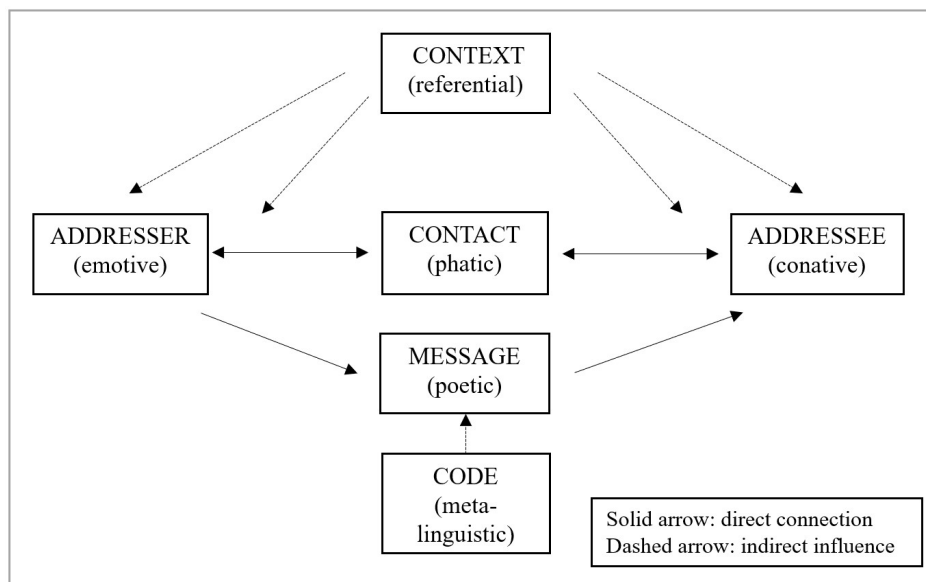 CONTEXT
(referential)
ADDRESSER
(emotive)
CONTACT
(phatic)
ADDRESSEE
(conative)
MESSAGE
(poetic)
CODE
(meta-
linguistic)
Solid arrow: direct connection
Dashed arrow: indirect influence